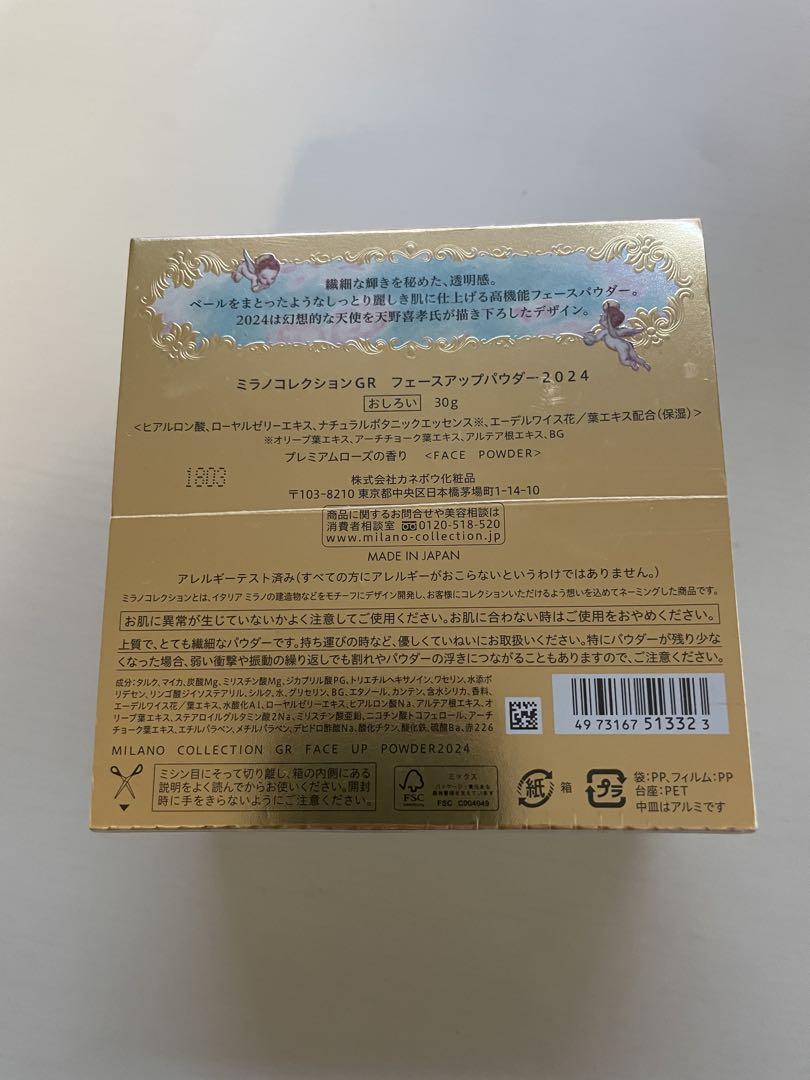 繊細な輝きを秘めた、透明感。
ベールをまとったようなしっとり麗しき肌に仕上げる高機能フェースパウダー。
2024は幻想的な天使を天野喜孝氏が描き下ろしたデザイン。
ミラノコレクションGR フェースアップパウダー2024
おしろい 30g
<ヒアルロン酸、ローヤルゼリーエキス、ナチュラルボタニックエッセンス※、エーデルワイス花/葉エキス配合(保湿)>
※オリーブ葉エキス、アーチチョーク葉エキス、アルテア根エキス、BG
プレミアムローズの香り <FACE POWDER>
1803
株式会社カネボウ化粧品
〒103-8210 東京都中央区日本橋茅場町1-14-10
商品に関するお問合せや美容相談は
消費者相談室 0120-518-520
www.milano-collection.jp
MADE IN JAPAN
アレルギーテスト済み(すべての方にアレルギーがおこらないというわけではありません。)
ミラノコレクションとは、イタリア ミラノの建造物などをモチーフにデザイン開発し、お客様にコレクションいただけるよう想いを込めてネーミングした商品です。
お肌に異常が生じていないかよく注意してご使用ください。お肌に合わない時はご使用をおやめください。
上質で、とても繊細なパウダーです。持ち運びの時など、優しくていねいにお取扱いください。特にパウダーが残り少な
くなった場合、弱い衝撃や振動の繰り返しでも割れやパウダーの浮きにつながることもありますので、ご注意ください。
成分:タルク、マイカ、炭酸Mg、ミリスチン酸Mg、ジカプリル酸PG、トリエチルヘキサノイン、ワセリン、水添ポ
リデセン、リンゴ酸ジイソステアリル、シルク、水、グリセリン、BG、エタノール、カンテン、含水シリカ、香料、
エーデルワイス花/葉エキス、水酸化Al、ローヤルゼリーエキス、ヒアルロン酸Na、アルテア根エキス、オ
リーブ葉エキス、ステアロイルグルタミン酸2Na、ミリスチン酸亜鉛、ニコチン酸トコフェロール、アーチ
チョーク葉エキス、エチルパラベン、メチルパラベン、デヒドロ酢酸Na、酸化チタン、酸化鉄、硫酸Ba、赤226
4973167513323
MILANO COLLECTION GR FACE UP POWDER2024
ミシン目にそって切り離し、箱の内側にある
説明をよく読んでからお使いください。開封
時に手をきらないようにご注意ください。
FSC
ミックス
パッケージ|責任ある
森林管理を支えています
FSC C004049
紙 箱
プラ
袋:PP、フィルム:PP
台座:PET
中皿はアルミです